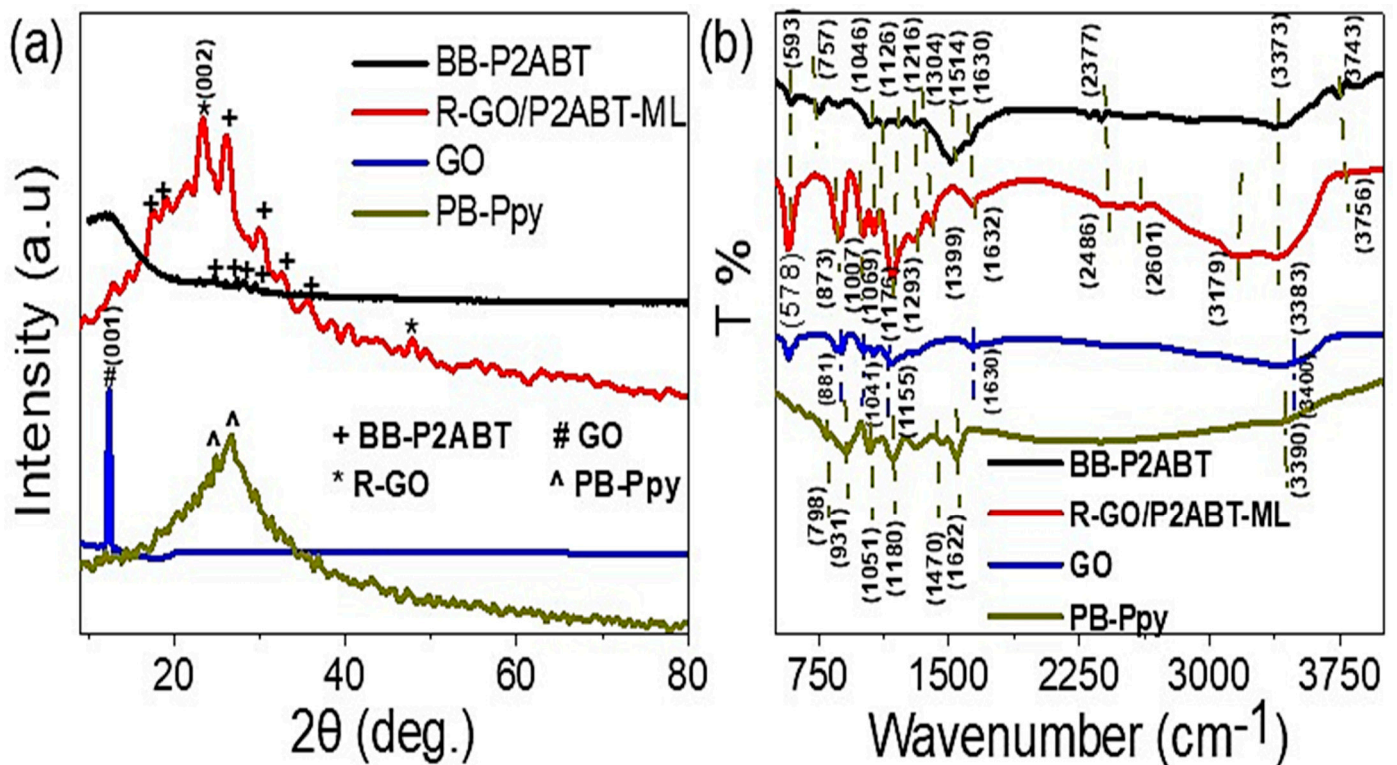 (a)
*(002)
BB-P2ABT
R-GO/P2ABT-ML
GO
PB-Ppy
#(001)
+ BB-P2ABT # GO
* R-GO ^ PB-Ppy
Intensity (a.u)
20 40 60 80
2θ (deg.)
(b)
(593) (757) (1046) (1126) (1216) (1304) (1514) (1630) (2377) (3373) (3743)
(578) (873) (1007) (1069) (1176) (1293) (1399) (1632) (2486) (2601) (3179) (3383) (3756)
(881) (1041) (1155) (1630) (3400)
(798) (931) (1051) (1180) (1470) (1622) (3390)
BB-P2ABT
R-GO/P2ABT-ML
GO
PB-Ppy
T %
750 1500 2250 3000 3750
Wavenumber (cm-1)